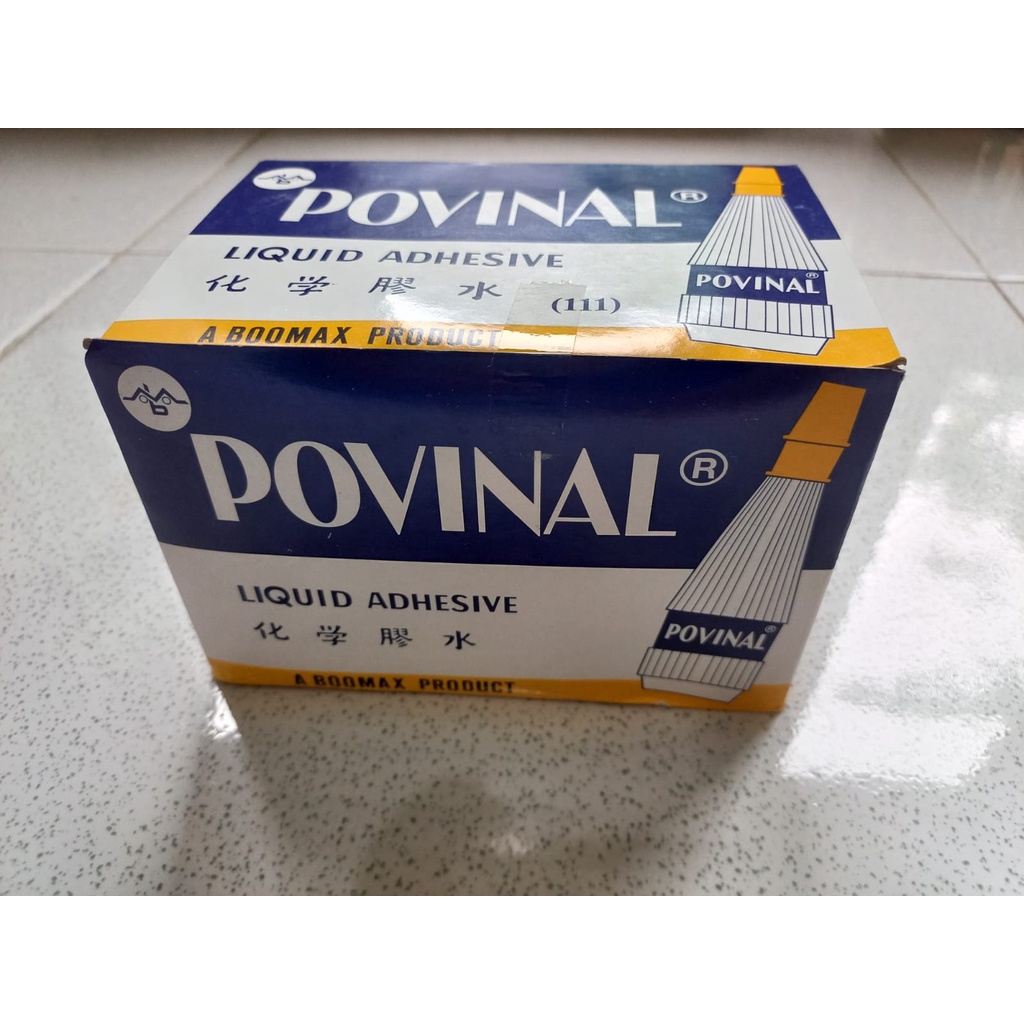 POVINAL®
LIQUID ADHESIVE
化学膠水
(111)
A BOOMAX PRODUCT
POVINAL®
POVINAL®
LIQUID ADHESIVE
化学膠水
A BOOMAX PRODUCT
POVINAL®